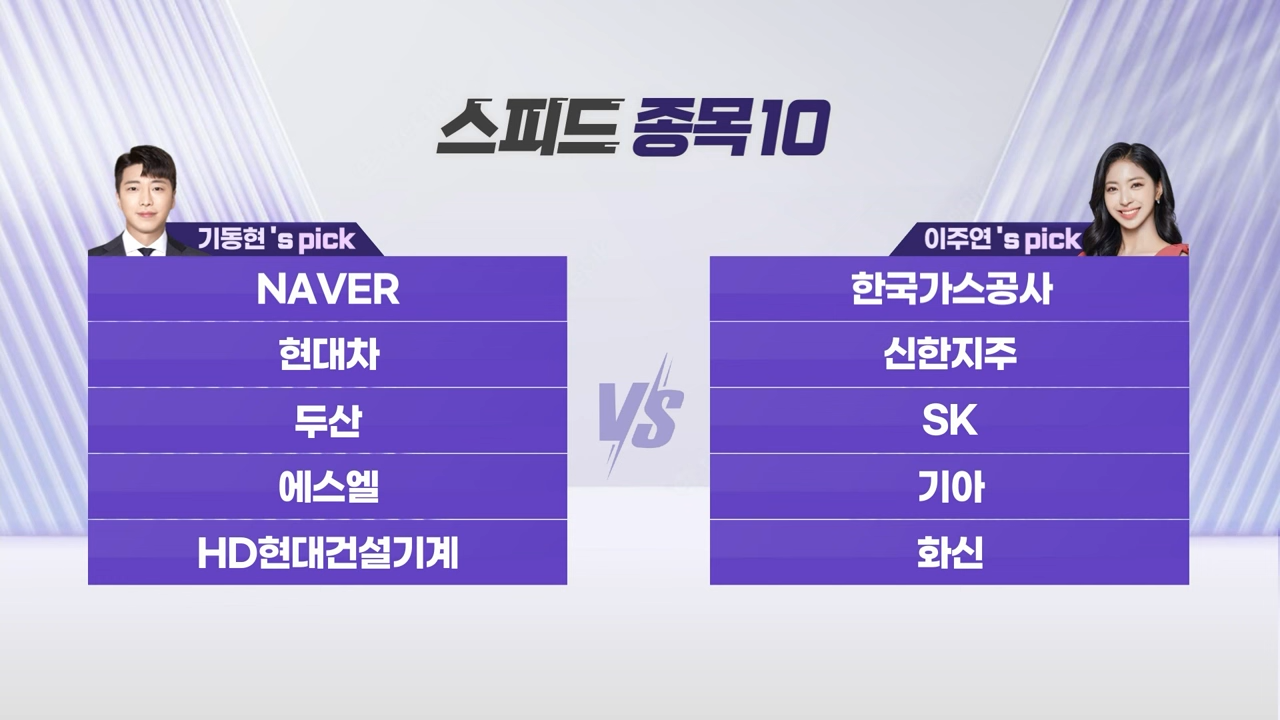 스피드 종목10
기동현's pick
NAVER
현대차
두산
에스엘
HD현대건설기계
VS
이주연's pick
한국가스공사
신한지주
SK
기아
화신